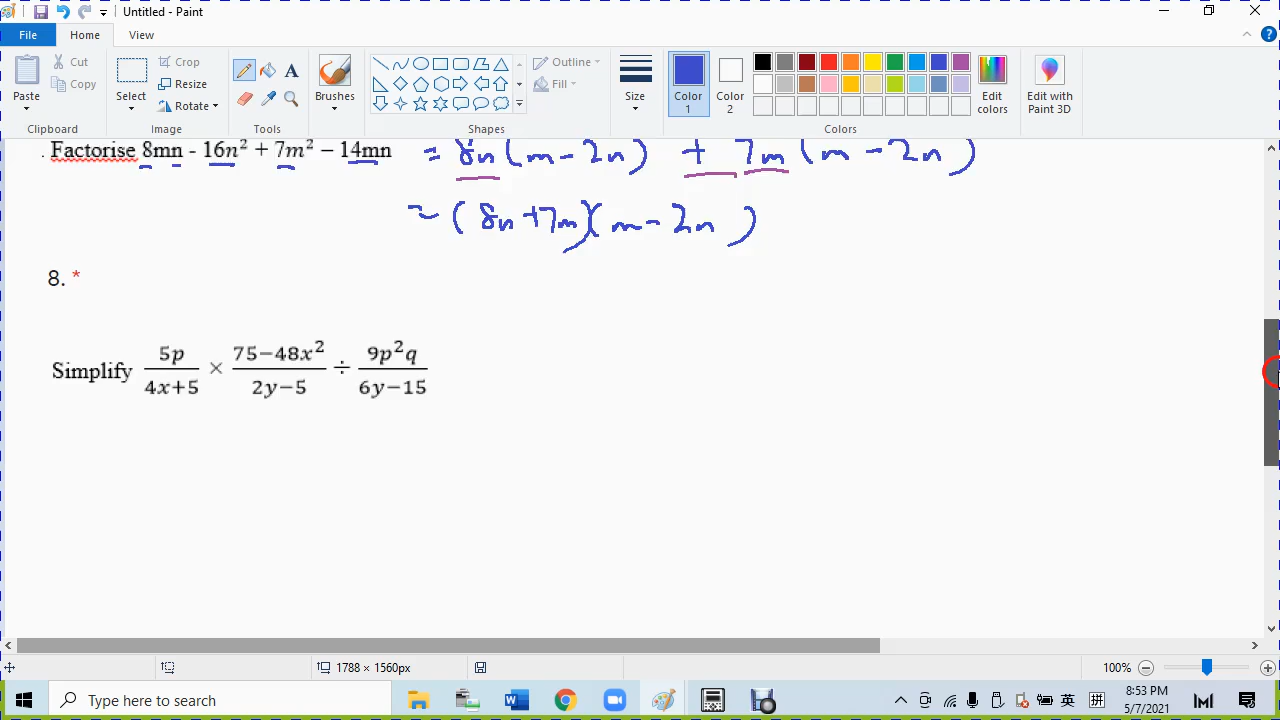 Untitled - Paint
File Home View
Paste Cut Copy Clipboard
Select Crop Resize Rotate Image
A Tools
Brushes
Outline Fill Shapes
Size
Color 1 Color 2 Edit colors Colors
Edit with Paint 3D
Factorise 8mn - 16n² + 7m² – 14mn = 8n (m - 2n) + 7m (m - 2n)
= (8n + 7m)(m - 2n)
8. *
Simplify 5p/4x+5 × 75−48x²/2y−5 ÷ 9p²q/6y−15
1788 × 1560px 100%
Type here to search
英 拼 8:53 PM
5/7/2021